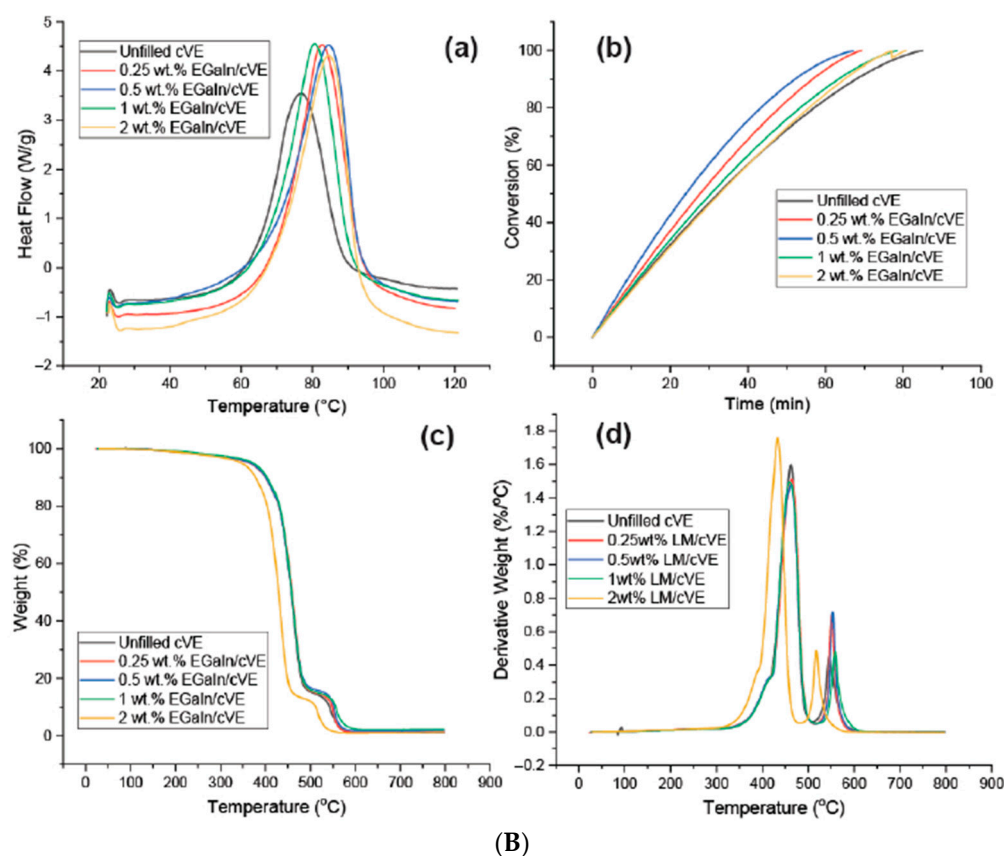 (a)
Heat Flow (W/g)
5
4
3
2
1
0
−1
−2
Unfilled cVE
0.25 wt.% EGaIn/cVE
0.5 wt.% EGaIn/cVE
1 wt.% EGaIn/cVE
2 wt.% EGaIn/cVE
20 40 60 80 100 120
Temperature (°C)
(b)
Conversion (%)
100
80
60
40
20
0
Unfilled cVE
0.25 wt.% EGaIn/cVE
0.5 wt.% EGaIn/cVE
1 wt.% EGaIn/cVE
2 wt.% EGaIn/cVE
0 20 40 60 80 100
Time (min)
(c)
Weight (%)
100
80
60
40
20
0
Unfilled cVE
0.25 wt.% EGaIn/cVE
0.5 wt.% EGaIn/cVE
1 wt.% EGaIn/cVE
2 wt.% EGaIn/cVE
0 100 200 300 400 500 600 700 800
Temperature (°C)
(d)
Derivative Weight (%/°C)
1.8
1.6
1.4
1.2
1.0
0.8
0.6
0.4
0.2
0.0
−0.2
Unfilled cVE
0.25wt% LM/cVE
0.5wt% LM/cVE
1wt% LM/cVE
2wt% LM/cVE
0 100 200 300 400 500 600 700 800 900
Temperature (°C)
(B)